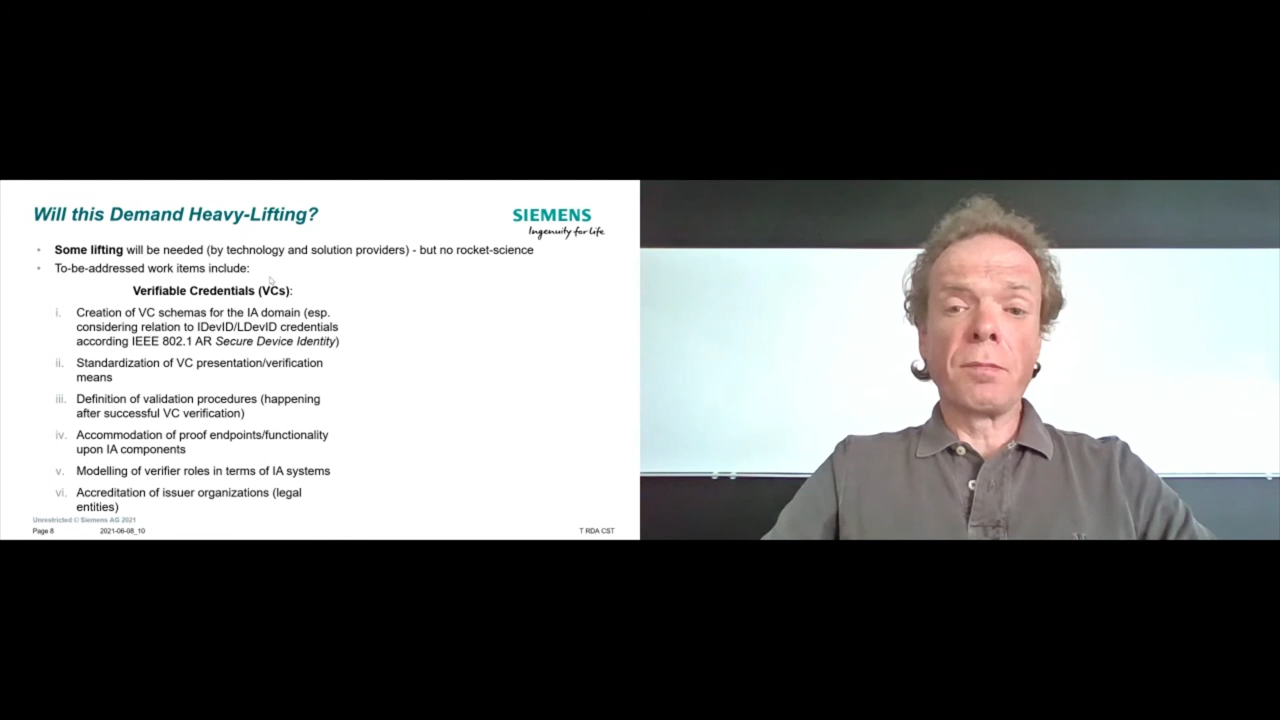 Will this Demand Heavy-Lifting?
SIEMENS
Ingenuity for life
• Some lifting will be needed (by technology and solution providers) - but no rocket-science
• To-be-addressed work items include:
Verifiable Credentials (VCs):
i. Creation of VC schemas for the IA domain (esp.
considering relation to IDevID/LDevID credentials
according IEEE 802.1 AR Secure Device Identity)
ii. Standardization of VC presentation/verification
means
iii. Definition of validation procedures (happening
after successful VC verification)
iv. Accommodation of proof endpoints/functionality
upon IA components
v. Modelling of verifier roles in terms of IA systems
vi. Accreditation of issuer organizations (legal
entities)
Unrestricted © Siemens AG 2021
Page 8 2021-06-08_10 T RDA CST